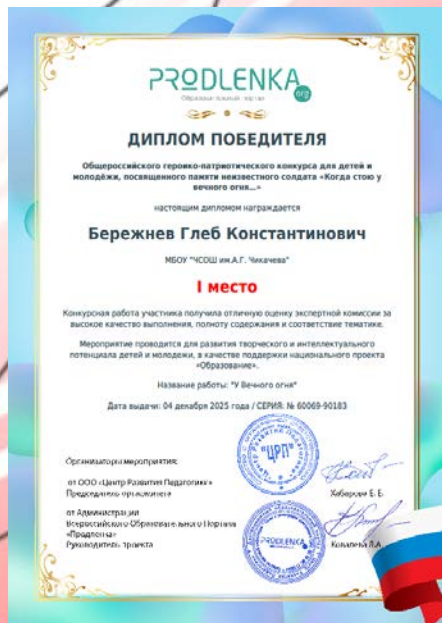 PRODLENKA
.org
Образовательный портал
ДИПЛОМ ПОБЕДИТЕЛЯ
Общероссийского героико-патриотического конкурса для детей и
молодёжи, посвященного памяти неизвестного солдата «Когда стою у
вечного огня...»
настоящим дипломом награждается
Бережнев Глеб Константинович
МБОУ "ЧСОШ им.А.Г. Чикачева"
I место
Конкурсная работа участника получила отличную оценку экспертной комиссии за
высокое качество выполнения, полноту содержания и соответствие тематике.
Мероприятие проводится для развития творческого и интеллектуального
потенциала детей и молодежи, в качестве поддержки национального проекта
«Образование».
Название работы: "У Вечного огня"
Дата выдачи: 04 декабря 2025 года / СЕРИЯ: № 60069-90183
Организаторы мероприятия:
от ООО «Центр Развития Педагогики»
Председатель оргкомитета
Хаберова Е. Е.
"ЦРП"
от Администрации
Всероссийского Образовательного Портала
«Продленка»
Руководитель проекта
Ковалева Л.А.
PRODLENKA